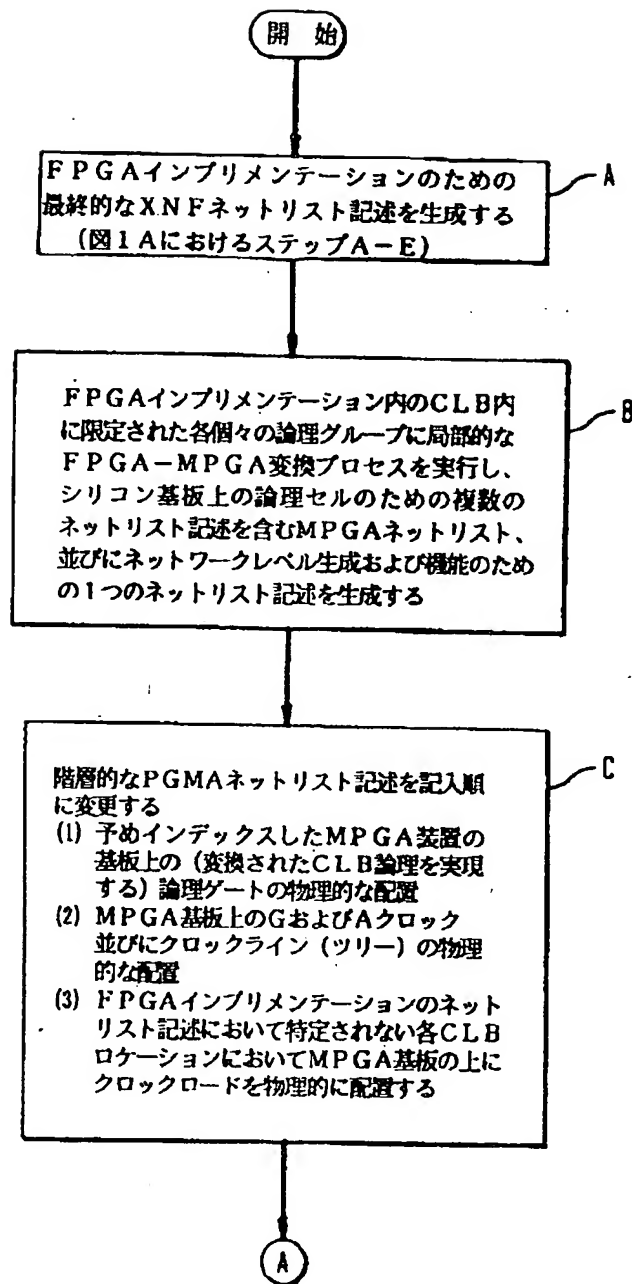 開 始
FPGAインプリメンテーションのための
最終的なXNFネットリスト記述を生成する
(図1AにおけるステップA-E)
A
FPGAインプリメンテーション内のCLB内
に限定された各個々の論理グループに局部的な
FPGA-MPGA変換プロセスを実行し、
シリコン基板上の論理セルのための複数の
ネットリスト記述を含むMPGAネットリスト、
並びにネットワークレベル生成および機能のため
の1つのネットリスト記述を生成する
B
階層的なPGMAネットリスト記述を記入順
に変更する
(1) 予めインデックスしたMPGA装置の
基板上の(変換されたCLB論理を実現
する)論理ゲートの物理的な配置
(2) MPGA基板上のGおよびAクロック
並びにクロックライン(ツリー)の物理
的な配置
(3) FPGAインプリメンテーションのネット
リスト記述において特定されない各CLB
ロケーションにおいてMPGA基板の上に
クロックロードを物理的に配置する
C
A